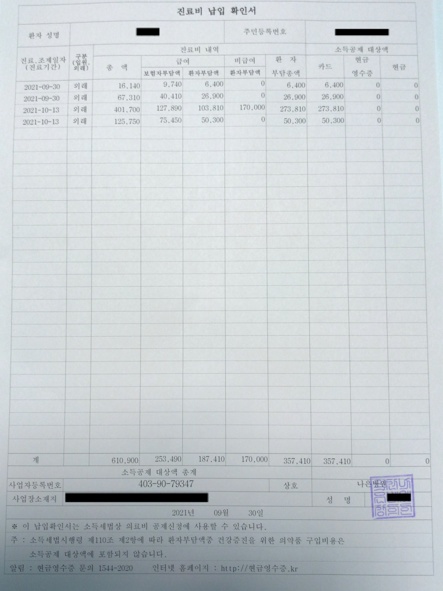 진료비 납입 확인서
환자 성명 주민등록번호
진료비 내역 소득공제 대상액
진료.조제일자 (진료기간) 구분 (입원, 외래) 총 액 급여 비급여 환 자 부담총액 카드 현금 영수증 현금
보험자부담액 환자부담액 환자부담액
2021-09-30 외래 16,140 9,740 6,400 0 6,400 6,400 0 0
2021-09-30 외래 67,310 40,410 26,900 0 26,900 26,900 0 0
2021-10-13 외래 401,700 127,890 103,810 170,000 273,810 273,810 0 0
2021-10-13 외래 125,750 75,450 50,300 0 50,300 50,300 0 0
계 610,900 253,490 187,410 170,000 357,410 357,410 0 0
소득공제 대상액 총계
사업자등록번호 403-90-79347 상호
사업장소재지 성 명
2021년 09월 30일
※ 이 납입확인서는 소득세법상 의료비 공제신청에 사용할 수 있습니다.
주 : 소득세법시행령 제110조 제2항에 따라 환자부담액중 건강증진을 위한 의약품 구입비용은
소득공제 대상액에 포함되지 않습니다.
알림 : 현금영수증 문의 1544-2020 인터넷 홈페이지 : http://현금영수증.kr